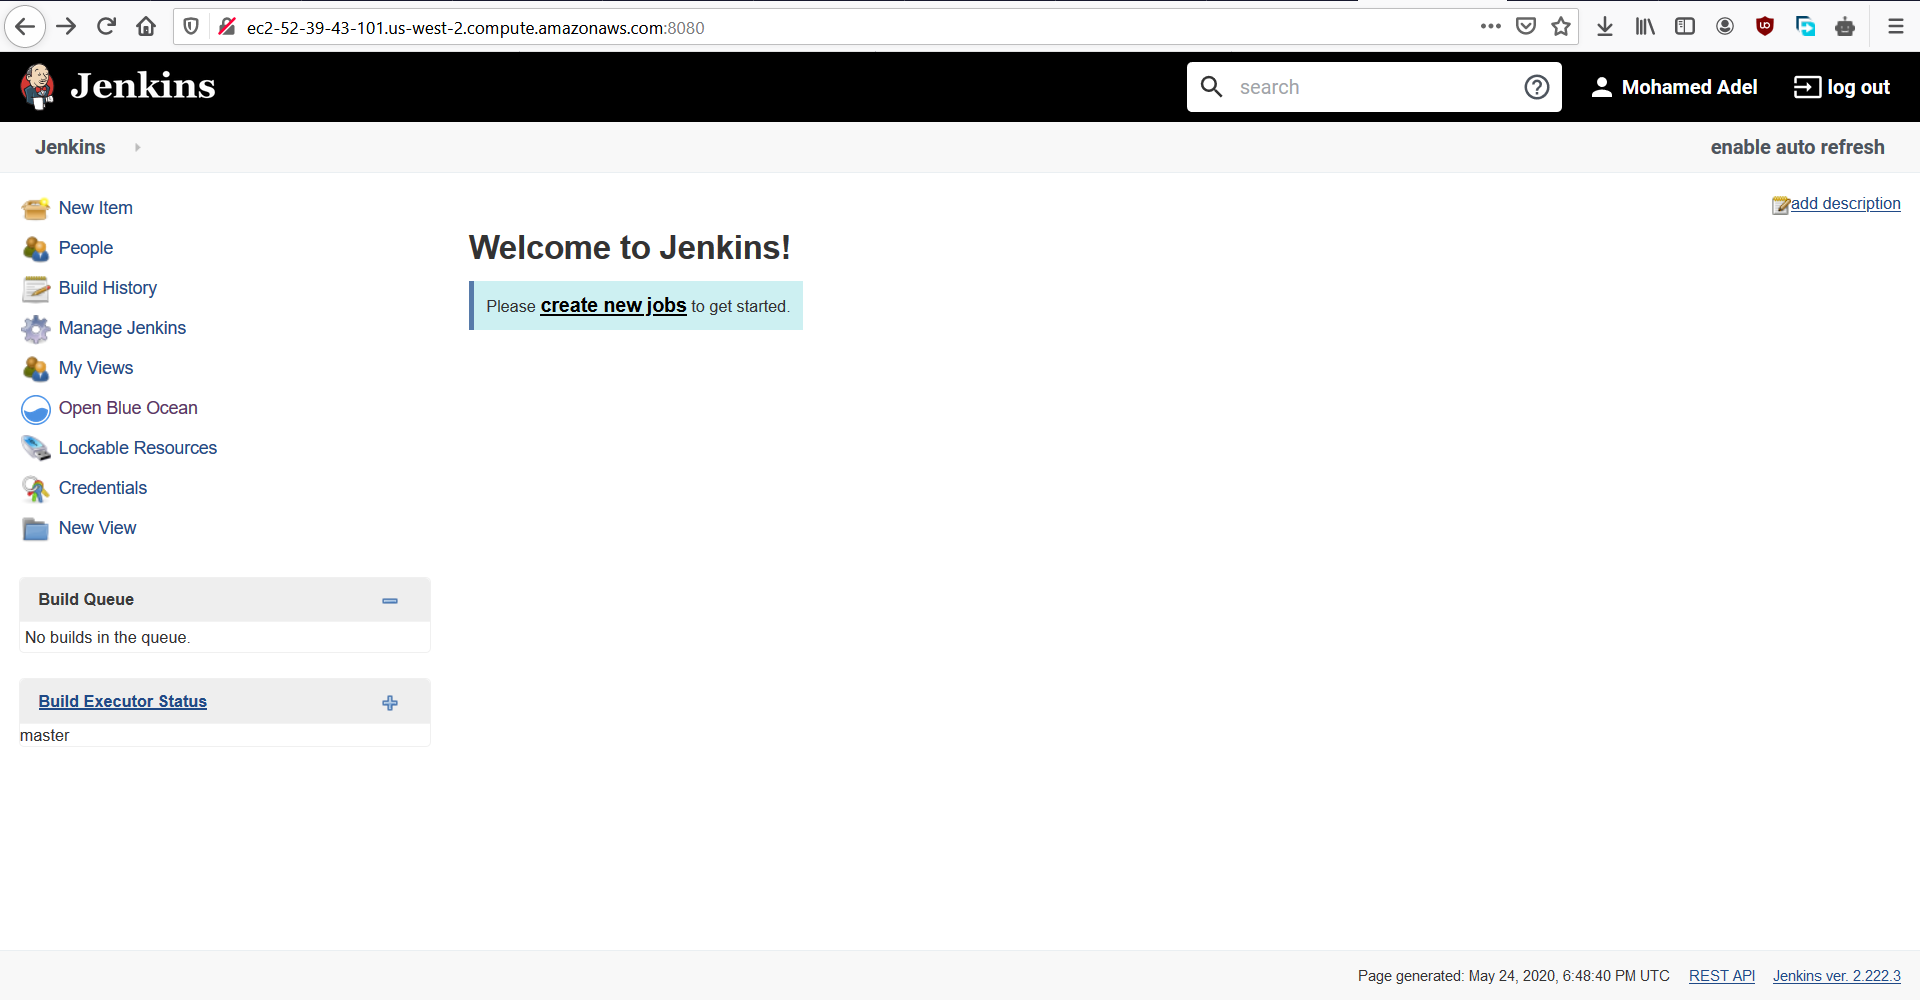 ec2-52-39-43-101.us-west-2.compute.amazonaws.com:8080
Jenkins
search
Mohamed Adel
log out
Jenkins
enable auto refresh
New Item
People
Build History
Manage Jenkins
My Views
Open Blue Ocean
Lockable Resources
Credentials
New View
add description
Welcome to Jenkins!
Please create new jobs to get started.
Build Queue
No builds in the queue.
Build Executor Status
master
Page generated: May 24, 2020, 6:48:40 PM UTC REST API Jenkins ver. 2.222.3